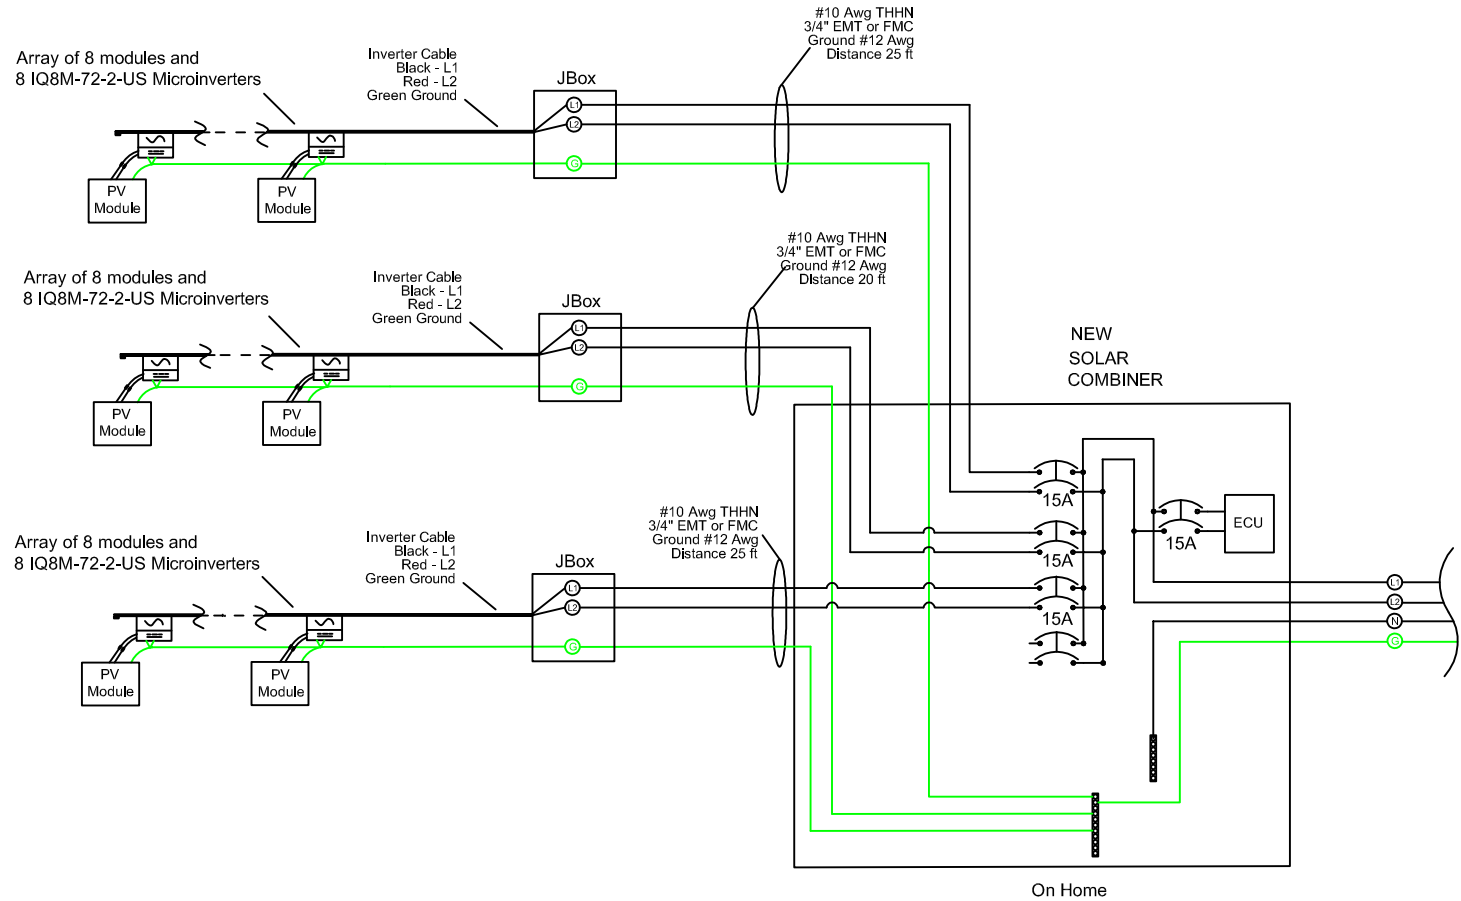 #10 Awg THHN
3/4" EMT or FMC
Ground #12 Awg
Distance 25 ft
Array of 8 modules and
8 IQ8M-72-2-US Microinverters
Inverter Cable
Black - L1
Red - L2
Green Ground
JBox
L1
L2
G
PV
Module
PV
Module
#10 Awg THHN
3/4" EMT or FMC
Ground #12 Awg
Distance 20 ft
Array of 8 modules and
8 IQ8M-72-2-US Microinverters
Inverter Cable
Black - L1
Red - L2
Green Ground
JBox
L1
L2
G
PV
Module
PV
Module
NEW
SOLAR
COMBINER
15A
15A
15A
15A
ECU
#10 Awg THHN
3/4" EMT or FMC
Ground #12 Awg
Distance 25 ft
Array of 8 modules and
8 IQ8M-72-2-US Microinverters
Inverter Cable
Black - L1
Red - L2
Green Ground
JBox
L1
L2
G
PV
Module
PV
Module
L1
L2
N
G
On Home